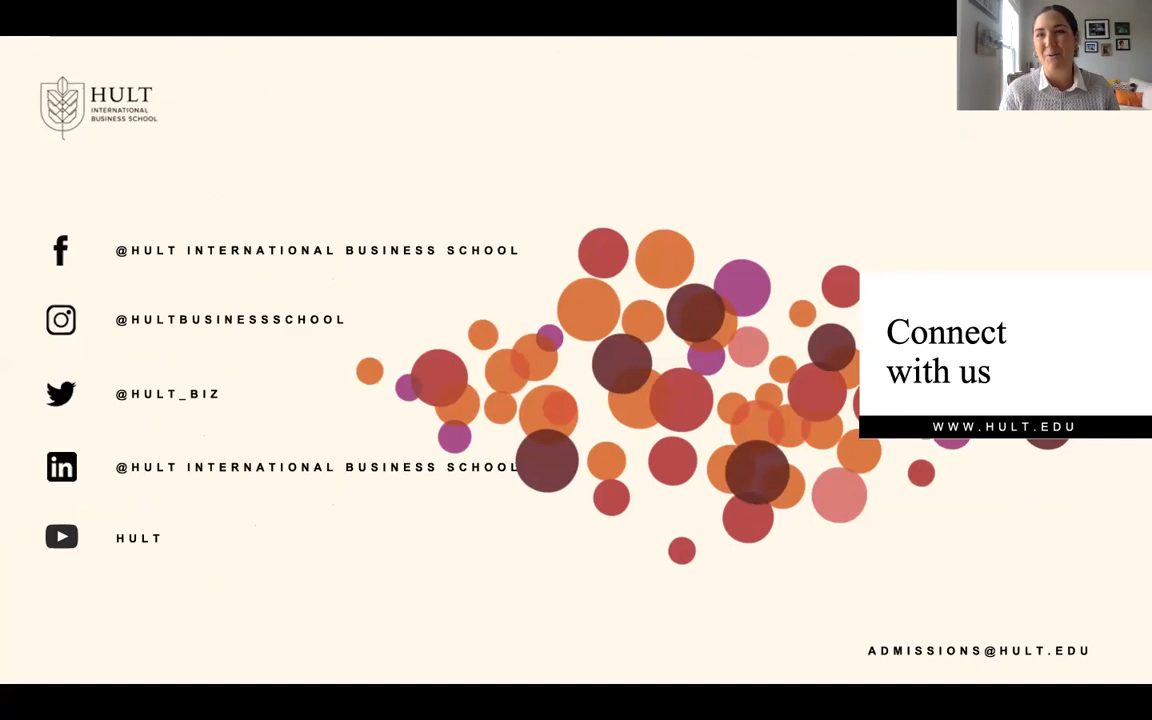 HULT
INTERNATIONAL
BUSINESS SCHOOL
@HULT INTERNATIONAL BUSINESS SCHOOL
@HULTBUSINESSSCHOOL
@HULT_BIZ
@HULT INTERNATIONAL BUSINESS SCHOOL
HULT
Connect
with us
WWW.HULT.EDU
ADMISSIONS@HULT.EDU